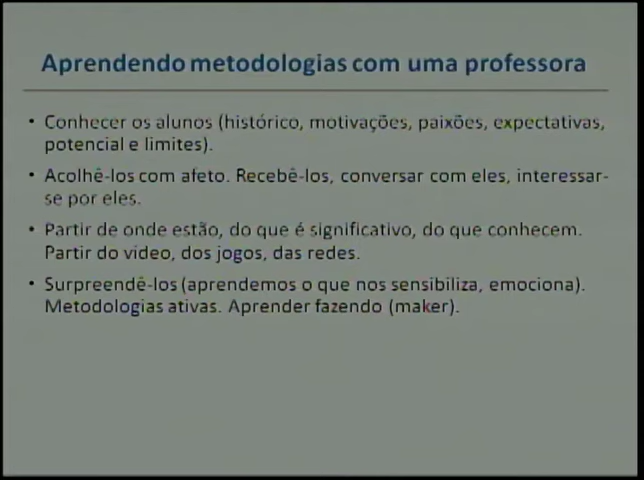 Aprendendo metodologias com uma professora
• Conhecer os alunos (histórico, motivações, paixões, expectativas,
potencial e limites).
• Acolhê-los com afeto. Recebê-los, conversar com eles, interessar-
se por eles.
• Partir de onde estão, do que é significativo, do que conhecem.
Partir do vídeo, dos jogos, das redes.
• Surpreendê-los (aprendemos o que nos sensibiliza, emociona).
Metodologias ativas. Aprender fazendo (maker).